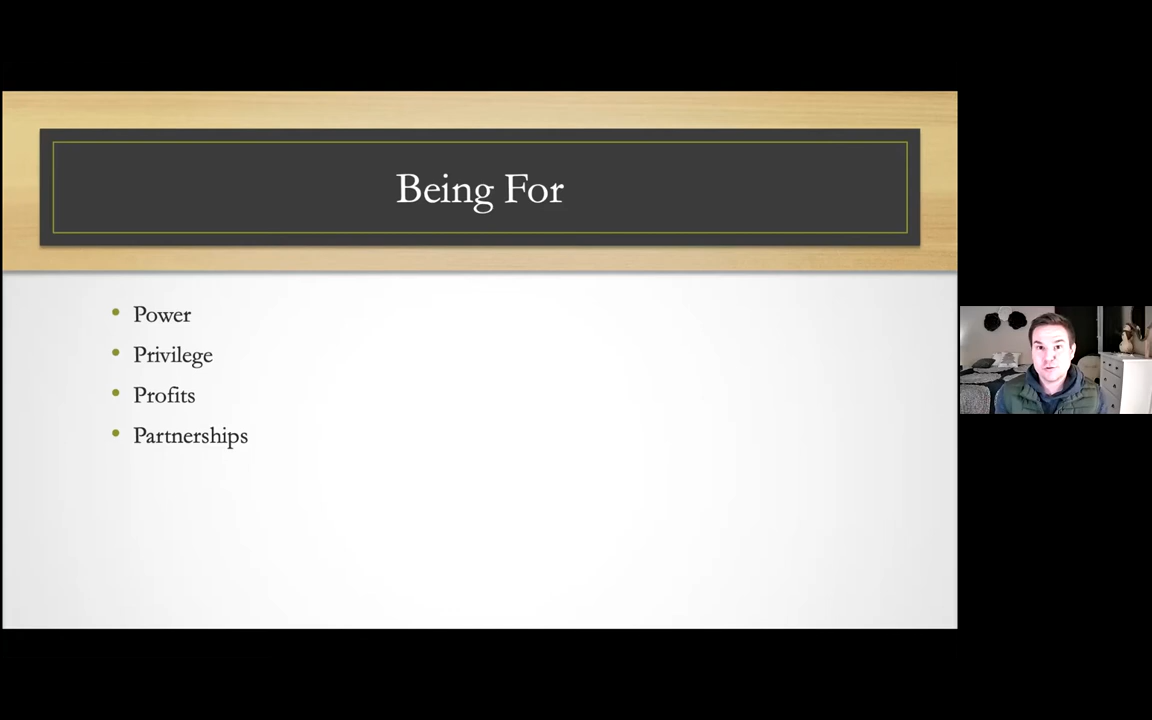 Being For
• Power
• Privilege
• Profits
• Partnerships